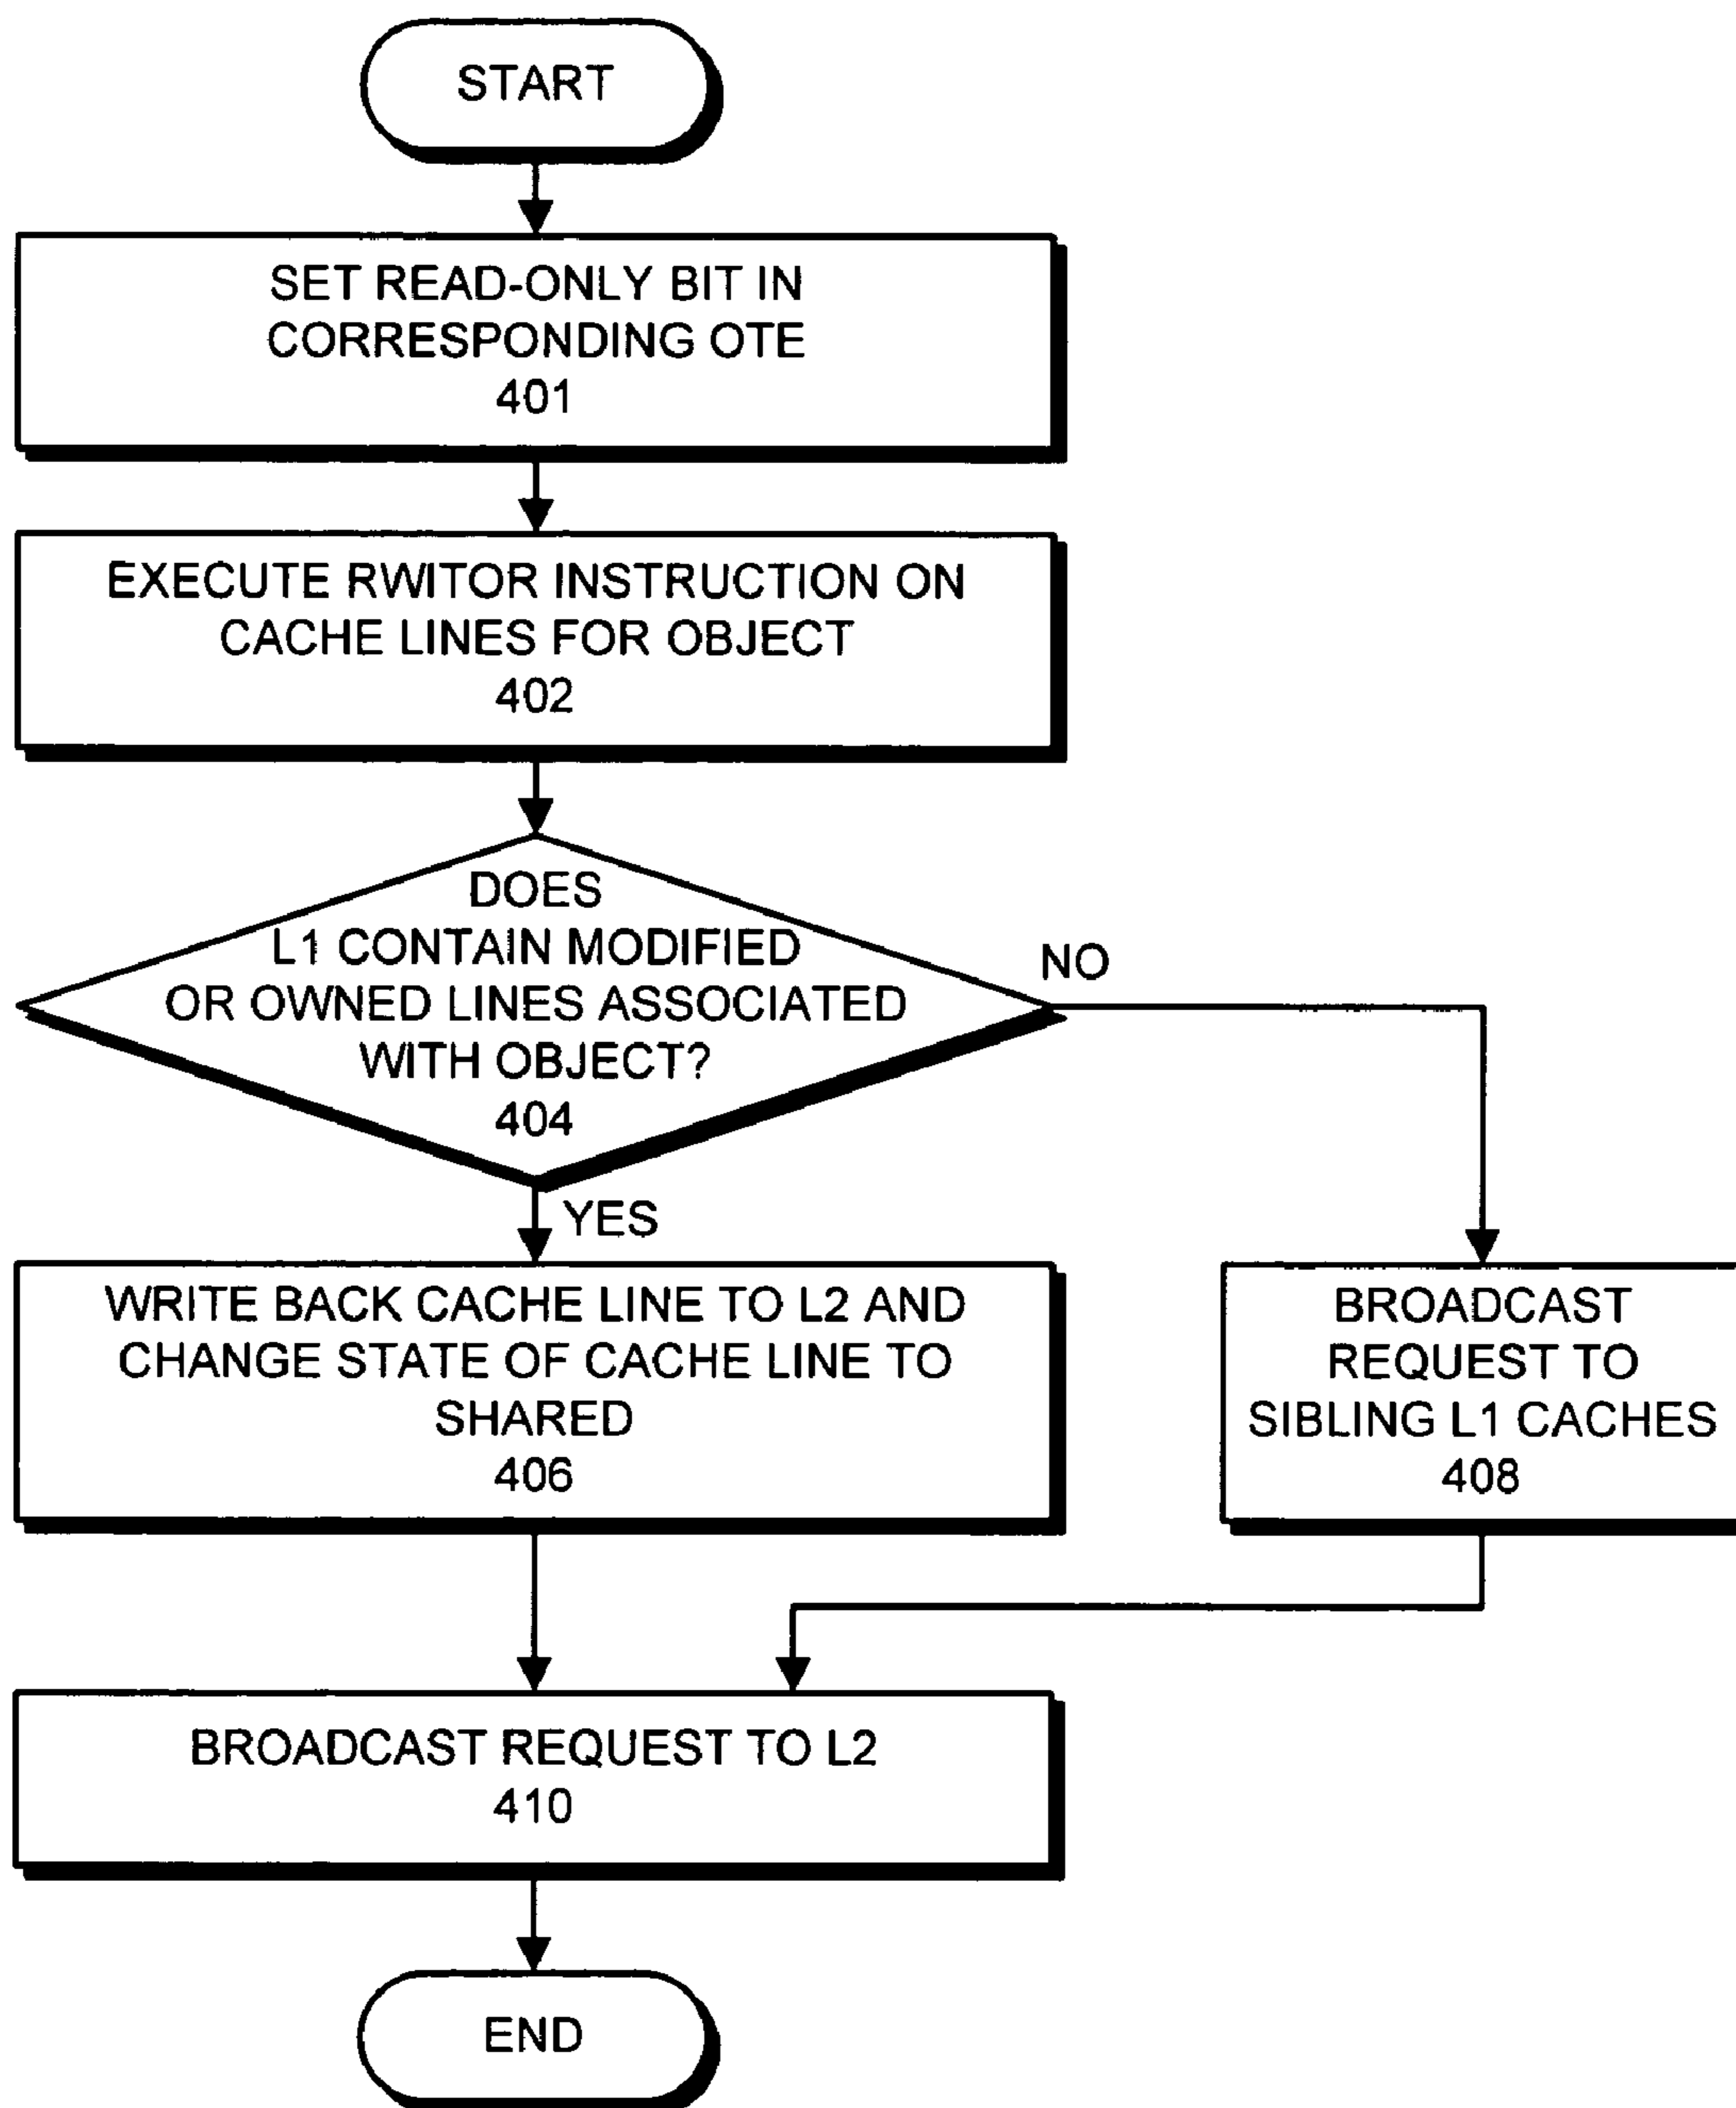 START
SET READ-ONLY BIT IN
CORRESPONDING OTE
401
EXECUTE RWITOR INSTRUCTION ON
CACHE LINES FOR OBJECT
402
DOES
L1 CONTAIN MODIFIED
OR OWNED LINES ASSOCIATED
WITH OBJECT?
404
NO
YES
WRITE BACK CACHE LINE TO L2 AND
CHANGE STATE OF CACHE LINE TO
SHARED
406
BROADCAST
REQUEST TO
SIBLING L1 CACHES
408
BROADCAST REQUEST TO L2
410
END